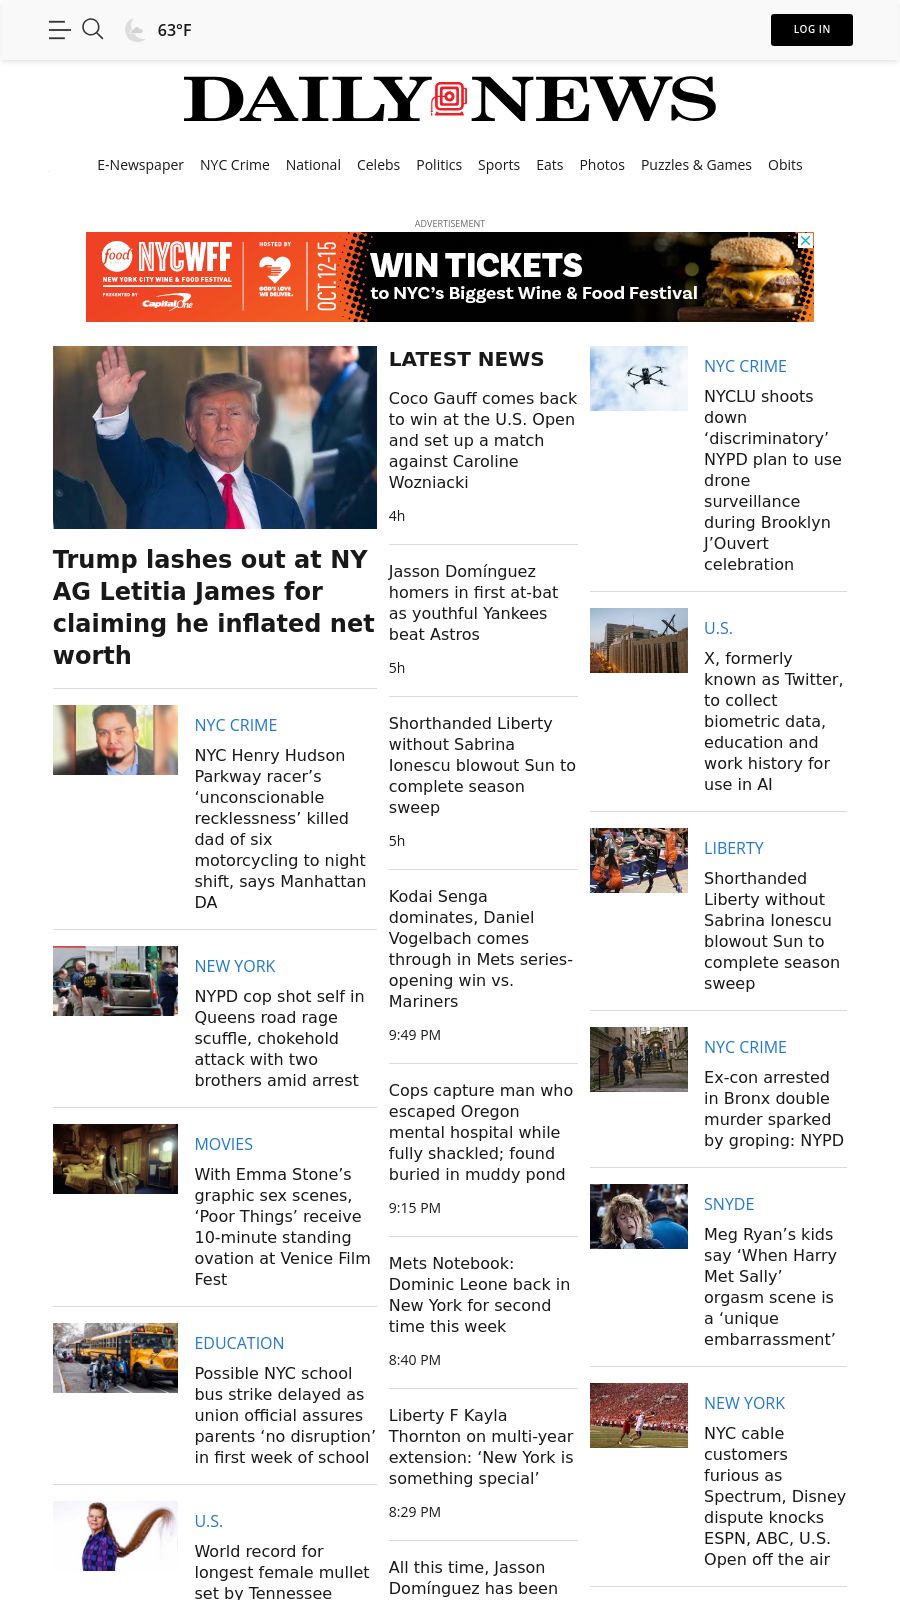 63°F
LOG IN
DAILY NEWS
E-Newspaper NYC Crime National Celebs Politics Sports Eats Photos Puzzles & Games Obits
ADVERTISEMENT
food NYCWFF
NEW YORK CITY WINE & FOOD FESTIVAL
PRESENTED BY Capital One
HOSTED BY
GOD'S LOVE
WE DELIVER.
OCT. 12-15
WIN TICKETS
to NYC's Biggest Wine & Food Festival
Trump lashes out at NY
AG Letitia James for
claiming he inflated net
worth
NYC CRIME
NYC Henry Hudson
Parkway racer’s
‘unconscionable
recklessness’ killed
dad of six
motorcycling to night
shift, says Manhattan
DA
NEW YORK
NYPD cop shot self in
Queens road rage
scuffle, chokehold
attack with two
brothers amid arrest
MOVIES
With Emma Stone’s
graphic sex scenes,
‘Poor Things’ receive
10-minute standing
ovation at Venice Film
Fest
EDUCATION
Possible NYC school
bus strike delayed as
union official assures
parents ‘no disruption’
in first week of school
U.S.
World record for
longest female mullet
set by Tennessee
LATEST NEWS
Coco Gauff comes back
to win at the U.S. Open
and set up a match
against Caroline
Wozniacki
4h
Jasson Domínguez
homers in first at-bat
as youthful Yankees
beat Astros
5h
Shorthanded Liberty
without Sabrina
Ionescu blowout Sun to
complete season
sweep
5h
Kodai Senga
dominates, Daniel
Vogelbach comes
through in Mets series-
opening win vs.
Mariners
9:49 PM
Cops capture man who
escaped Oregon
mental hospital while
fully shackled; found
buried in muddy pond
9:15 PM
Mets Notebook:
Dominic Leone back in
New York for second
time this week
8:40 PM
Liberty F Kayla
Thornton on multi-year
extension: ‘New York is
something special’
8:29 PM
All this time, Jasson
Domínguez has been
NYC CRIME
NYCLU shoots
down
‘discriminatory’
NYPD plan to use
drone
surveillance
during Brooklyn
J’Ouvert
celebration
U.S.
X, formerly
known as Twitter,
to collect
biometric data,
education and
work history for
use in AI
LIBERTY
Shorthanded
Liberty without
Sabrina Ionescu
blowout Sun to
complete season
sweep
NYC CRIME
Ex-con arrested
in Bronx double
murder sparked
by groping: NYPD
SNYDE
Meg Ryan’s kids
say ‘When Harry
Met Sally’
orgasm scene is
a ‘unique
embarrassment’
NEW YORK
NYC cable
customers
furious as
Spectrum, Disney
dispute knocks
ESPN, ABC, U.S.
Open off the air